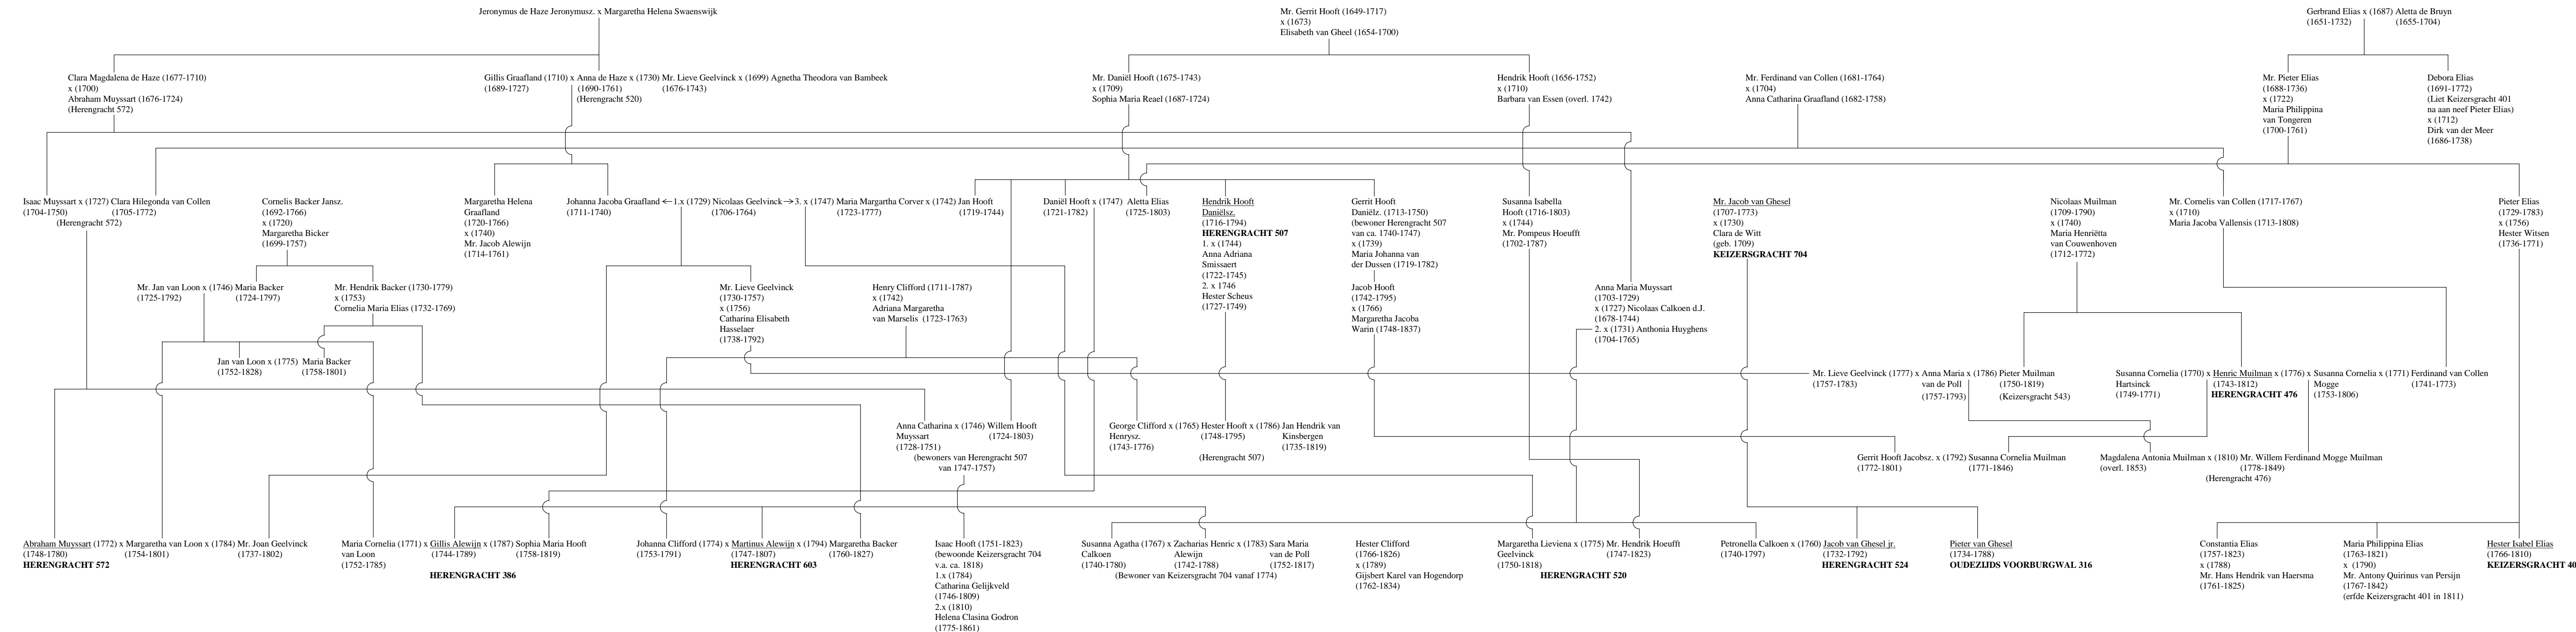 Jeronymus de Haze Jeronymusz. x Margaretha Helena Swaenswijk
Mr. Gerrit Hooft (1649-1717)
x (1673)
Elisabeth van Gheel (1654-1700)
Gerbrand Elias x (1687) Aletta de Bruyn
(1651-1732) (1655-1704)
Clara Magdalena de Haze (1677-1710)
x (1700)
Abraham Muyssart (1676-1724)
(Herengracht 572)
Gillis Graafland (1710) x Anna de Haze x (1730) Mr. Lieve Geelvinck x (1699) Agnetha Theodora van Bambeek
(1689-1727) (1690-1761) (1676-1743)
(Herengracht 520)
Mr. Daniël Hooft (1675-1743)
x (1709)
Sophia Maria Reael (1687-1724)
Hendrik Hooft (1656-1752)
x (1710)
Barbara van Essen (overl. 1742)
Mr. Ferdinand van Collen (1681-1764)
x (1704)
Anna Catharina Graafland (1682-1758)
Mr. Pieter Elias
(1688-1736)
x (1722)
Maria Philippina
van Tongeren
(1700-1761)
Debora Elias
(1691-1772)
(Liet Keizersgracht 401
na aan neef Pieter Elias)
x (1712)
Dirk van der Meer
(1686-1738)
Isaac Muyssart x (1727) Clara Hilegonda van Collen
(1704-1750) (1705-1772)
(Herengracht 572)
Cornelis Backer Jansz.
(1692-1766)
x (1720)
Margaretha Bicker
(1699-1757)
Margaretha Helena
Graafland
(1720-1766)
x (1740)
Mr. Jacob Alewijn
(1714-1761)
Johanna Jacoba Graafland ←1.x (1729) Nicolaas Geelvinck→3. x (1747) Maria Margartha Corver x (1742) Jan Hooft
(1711-1740) (1706-1764) (1723-1777) (1719-1744)
Daniël Hooft x (1747) Aletta Elias
(1721-1782) (1725-1803)
Hendrik Hooft
Daniëlsz.
(1716-1794)
HERENGRACHT 507
1. x (1744)
Anna Adriana
Smissaert
(1722-1745)
2. x 1746
Hester Scheus
(1727-1749)
Gerrit Hooft
Daniëlz. (1713-1750)
(bewoner Herengracht 507
van ca. 1740-1747)
x (1739)
Maria Johanna van
der Dussen (1719-1782)
Susanna Isabella
Hooft (1716-1803)
x (1744)
Mr. Pompeus Hoeufft
(1702-1787)
Mr. Jacob van Ghesel
(1707-1773)
x (1730)
Clara de Witt
(geb. 1709)
KEIZERSGRACHT 704
Nicolaas Muilman
(1709-1790)
x (1740)
Maria Henriëtta
van Couwenhoven
(1712-1772)
Mr. Cornelis van Collen (1717-1767)
x (1710)
Maria Jacoba Vallensis (1713-1808)
Pieter Elias
(1729-1783)
x (1756)
Hester Witsen
(1736-1771)
Mr. Jan van Loon x (1746) Maria Backer
(1725-1792) (1724-1797)
Mr. Hendrik Backer (1730-1779)
x (1753)
Cornelia Maria Elias (1732-1769)
Mr. Lieve Geelvinck
(1730-1757)
x (1756)
Catharina Elisabeth
Hasselaer
(1738-1792)
Henry Clifford (1711-1787)
x (1742)
Adriana Margaretha
van Marselis (1723-1763)
Jacob Hooft
(1742-1795)
x (1766)
Margaretha Jacoba
Warin (1748-1837)
Anna Maria Muyssart
(1703-1729)
x (1727) Nicolaas Calkoen d.J.
(1678-1744)
2. x (1731) Anthonia Huyghens
(1704-1765)
Jan van Loon x (1775) Maria Backer
(1752-1828) (1758-1801)
Mr. Lieve Geelvinck (1777) x Anna Maria x (1786) Pieter Muilman
(1757-1783) van de Poll (1750-1819)
(1757-1793) (Keizersgracht 543)
Susanna Cornelia (1770) x Henric Muilman x (1776) x Susanna Cornelia x (1771) Ferdinand van Collen
Hartsinck (1743-1812) Mogge (1741-1773)
(1749-1771) HERENGRACHT 476 (1753-1806)
Anna Catharina x (1746) Willem Hooft
Muyssart (1724-1803)
(1728-1751)
(bewoners van Herengracht 507
van 1747-1757)
George Clifford x (1765) Hester Hooft x (1786) Jan Hendrik van
Henrysz. (1748-1795) Kinsbergen
(1743-1776) (1735-1819)
(Herengracht 507)
Gerrit Hooft Jacobsz. x (1792) Susanna Cornelia Muilman
(1772-1801) (1771-1846)
Magdalena Antonia Muilman x (1810) Mr. Willem Ferdinand Mogge Muilman
(overl. 1853) (1778-1849)
(Herengracht 476)
Abraham Muyssart (1772) x Margaretha van Loon x (1784) Mr. Joan Geelvinck
(1748-1780) (1754-1801) (1737-1802)
HERENGRACHT 572
Maria Cornelia (1771) x Gillis Alewijn x (1787) Sophia Maria Hooft
van Loon (1744-1789) (1758-1819)
(1752-1785)
HERENGRACHT 386
Johanna Clifford (1774) x Martinus Alewijn x (1794) Margaretha Backer
(1753-1791) (1747-1807) (1760-1827)
HERENGRACHT 603
Isaac Hooft (1751-1823)
(bewoonde Keizersgracht 704
v.a. ca. 1818)
1.x (1784)
Catharina Gelijkveld
(1746-1809)
2.x (1810)
Helena Clasina Godron
(1775-1861)
Susanna Agatha (1767) x Zacharias Henric x (1783) Sara Maria
Calkoen Alewijn van de Poll
(1740-1780) (1742-1788) (1752-1817)
(Bewoner van Keizersgracht 704 vanaf 1774)
Hester Clifford
(1766-1826)
x (1789)
Gijsbert Karel van Hogendorp
(1762-1834)
Margaretha Lieviena x (1775) Mr. Hendrik Hoeufft
Geelvinck (1747-1823)
(1750-1818)
HERENGRACHT 520
Petronella Calkoen x (1760) Jacob van Ghesel jr.
(1740-1797) (1732-1792)
HERENGRACHT 524
Pieter van Ghesel
(1734-1788)
OUDEZIJDS VOORBURGWAL 316
Constantia Elias
(1757-1823)
x (1788)
Mr. Hans Hendrik van Haersma
(1761-1825)
Maria Philippina Elias
(1763-1821)
x (1790)
Mr. Antony Quirinus van Persijn
(1767-1842)
(erfde Keizersgracht 401 in 1811)
Hester Isabel Elias
(1766-1810)
KEIZERSGRACHT 40